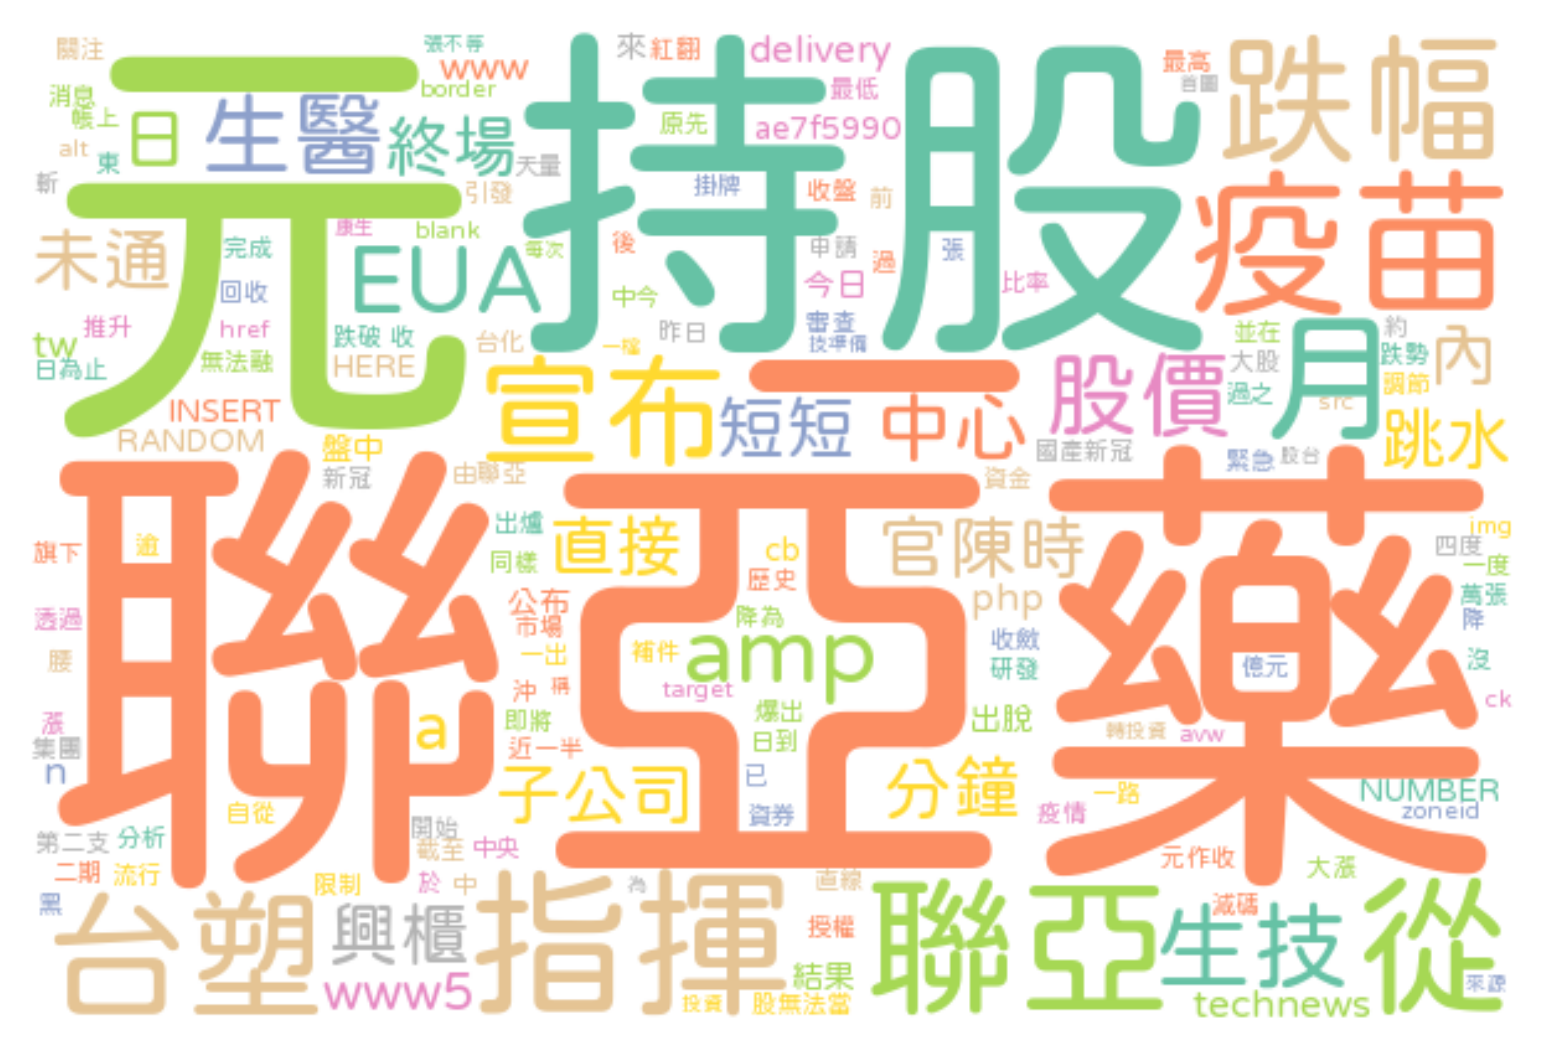 關注
張不等
www
border
來
紅翻
delivery
最低
最高
首圖
跌幅
元
持股
消息
帳上
日
生醫
終場
天量
原先
ae7f5990
alt
東
斬
引發
掛牌
收盤
前
疫苗
未通
完成
康生
blank
每次
EUA
後
申請
過
張
回收
中今
今日
比率
推升
href
跌破 收
昨日
審查
技準備
tw
日為止
無法融
HERE
台化
一檔
並在
月
約
內
大股
跌勢
過之
調節
src
INSERT
RANDOM
宣布
一
短短
中心
股價
跳水
盤中
新冠
由聯亞
國產新冠
緊急
股台
資金
聯亞藥
旗下
逾
出爐
直接
cb
官陳時
img
四度
一度
同樣
歷史
php
萬張
透過
公布
市場
降為
降
腰
一出
補件
amp
收斂
研發
億元
沒
target
沖
稱
漲
a
即將
爆出
日到
出脫
轉投資
avw
ck
集團
近一半
n
子公司
已
分鐘
NUMBER
自從
資券
疫情
一路
zoneid
第二支
分析
開始
截至
中央
元作收
大漲
二期
流行
限制
於
中
為
直線
黑
台塑
興櫃
指揮
聯亞
生技
從
減碼
授權
www5
結果
投資
股無法當
technews
來源